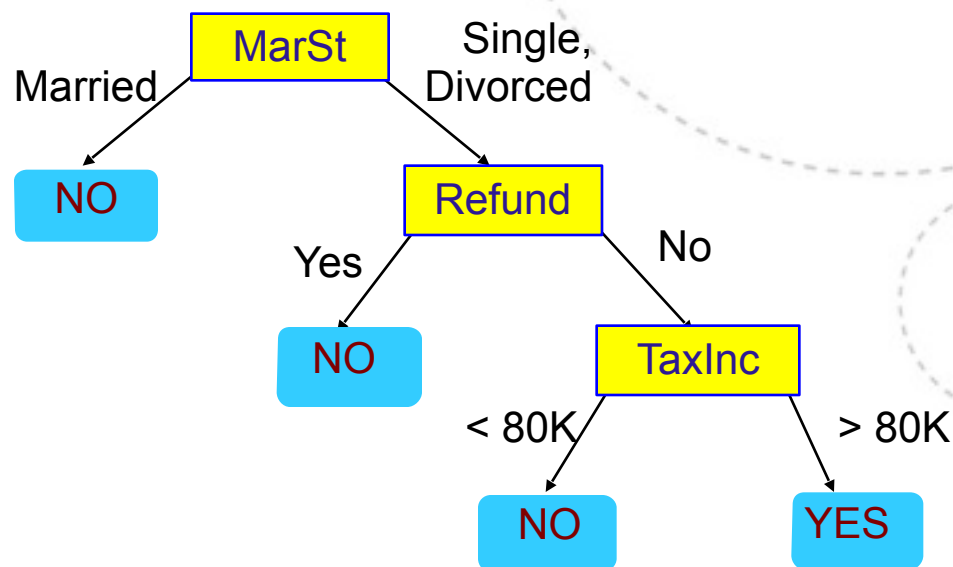 MarSt
Single,
Married
Divorced
NO
Refund
Yes
No
NO
TaxInc
< 80K
> 80K
NO
YES